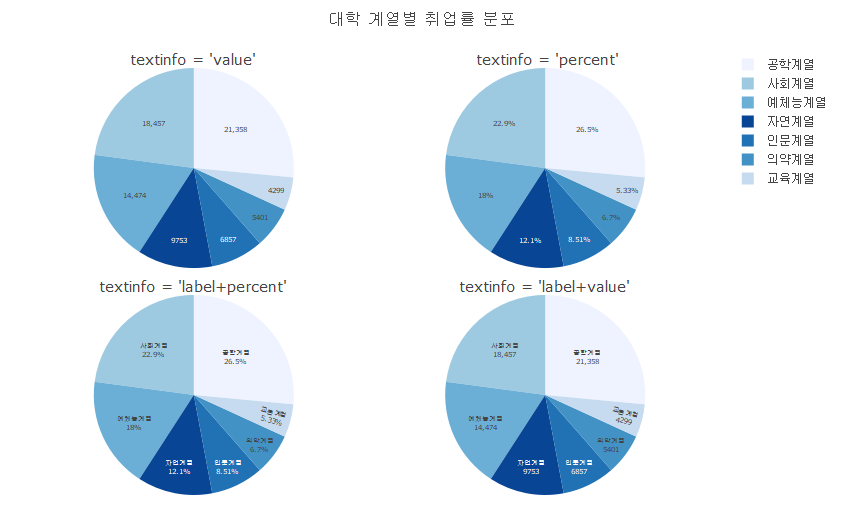 대학 계열별 취업률 분포
textinfo = 'value'
18,457
21,358
14,474
4299
5401
9753
6857
textinfo = 'percent'
22.9%
26.5%
18%
5.33%
6.7%
12.1%
8.51%
공학계열
사회계열
예체능계열
자연계열
인문계열
의약계열
교육계열
textinfo = 'label+percent'
사회계열
22.9%
공학계열
26.5%
예체능계열
18%
교육계열
5.33%
의약계열
6.7%
자연계열
12.1%
인문계열
8.51%
textinfo = 'label+value'
사회계열
18,457
공학계열
21,358
예체능계열
14,474
교육계열
4299
의약계열
5401
자연계열
9753
인문계열
6857